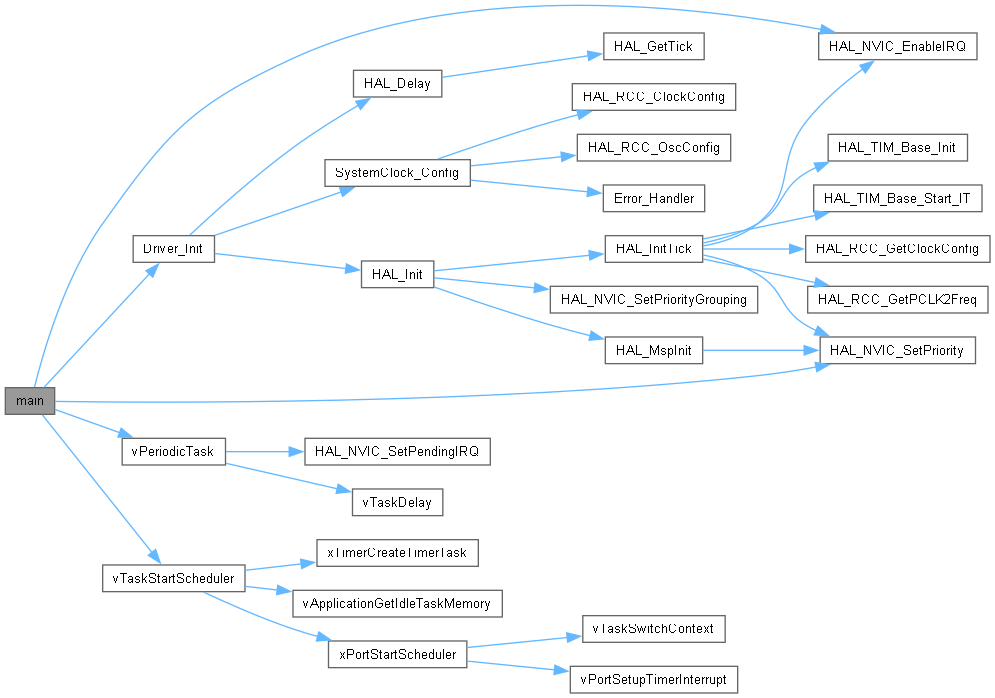 HAL_GetTick
HAL_NVIC_EnableIRQ
HAL_Delay
HAL_RCC_ClockConfig
HAL_RCC_OscConfig
HAL_TIM_Base_Init
SystemClock_Config
Error_Handler
HAL_TIM_Base_Start_IT
Driver_Init
HAL_InitTick
HAL_RCC_GetClockConfig
HAL_Init
HAL_NVIC_SetPriorityGrouping
HAL_RCC_GetPCLK2Freq
HAL_MspInit
HAL_NVIC_SetPriority
main
vPeriodicTask
HAL_NVIC_SetPendingIRQ
vTaskDelay
xTimerCreateTimerTask
vTaskStartScheduler
vApplicationGetIdleTaskMemory
vTaskSwitchContext
xPortStartScheduler
vPortSetupTimerInterrupt